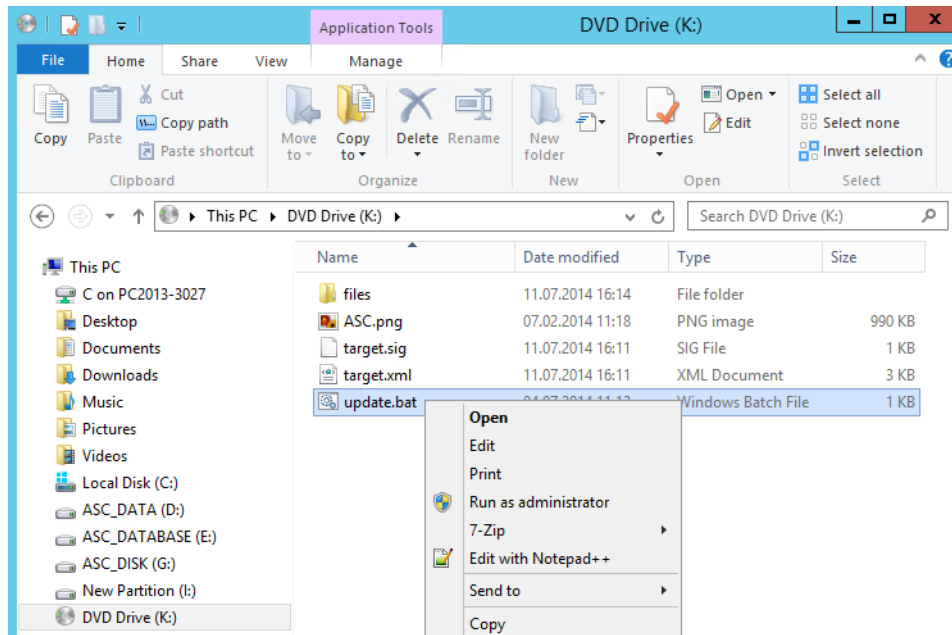 Application Tools
DVD Drive (K:)
File
Home
Share
View
Manage
Copy
Paste
Cut
Copy path
Paste shortcut
Clipboard
Move to
Copy to
Delete
Rename
Organize
New folder
New
Properties
Open
Edit
Open
Select all
Select none
Invert selection
Select
This PC
DVD Drive (K:)
Search DVD Drive (K:)
Name Date modified Type Size
This PC
C on PC2013-3027
Desktop
Documents
Downloads
Music
Pictures
Videos
Local Disk (C:)
ASC_DATA (D:)
ASC_DATABASE (E:)
ASC_DISK (G:)
New Partition (I:)
DVD Drive (K:)
files 11.07.2014 16:14 File folder
ASC.png 07.02.2014 11:18 PNG image 990 KB
target.sig 11.07.2014 16:11 SIG File 1 KB
target.xml 11.07.2014 16:11 XML Document 3 KB
update.bat Windows Batch File 1 KB
Open
Edit
Print
Run as administrator
7-Zip
Edit with Notepad++
Send to
Copy